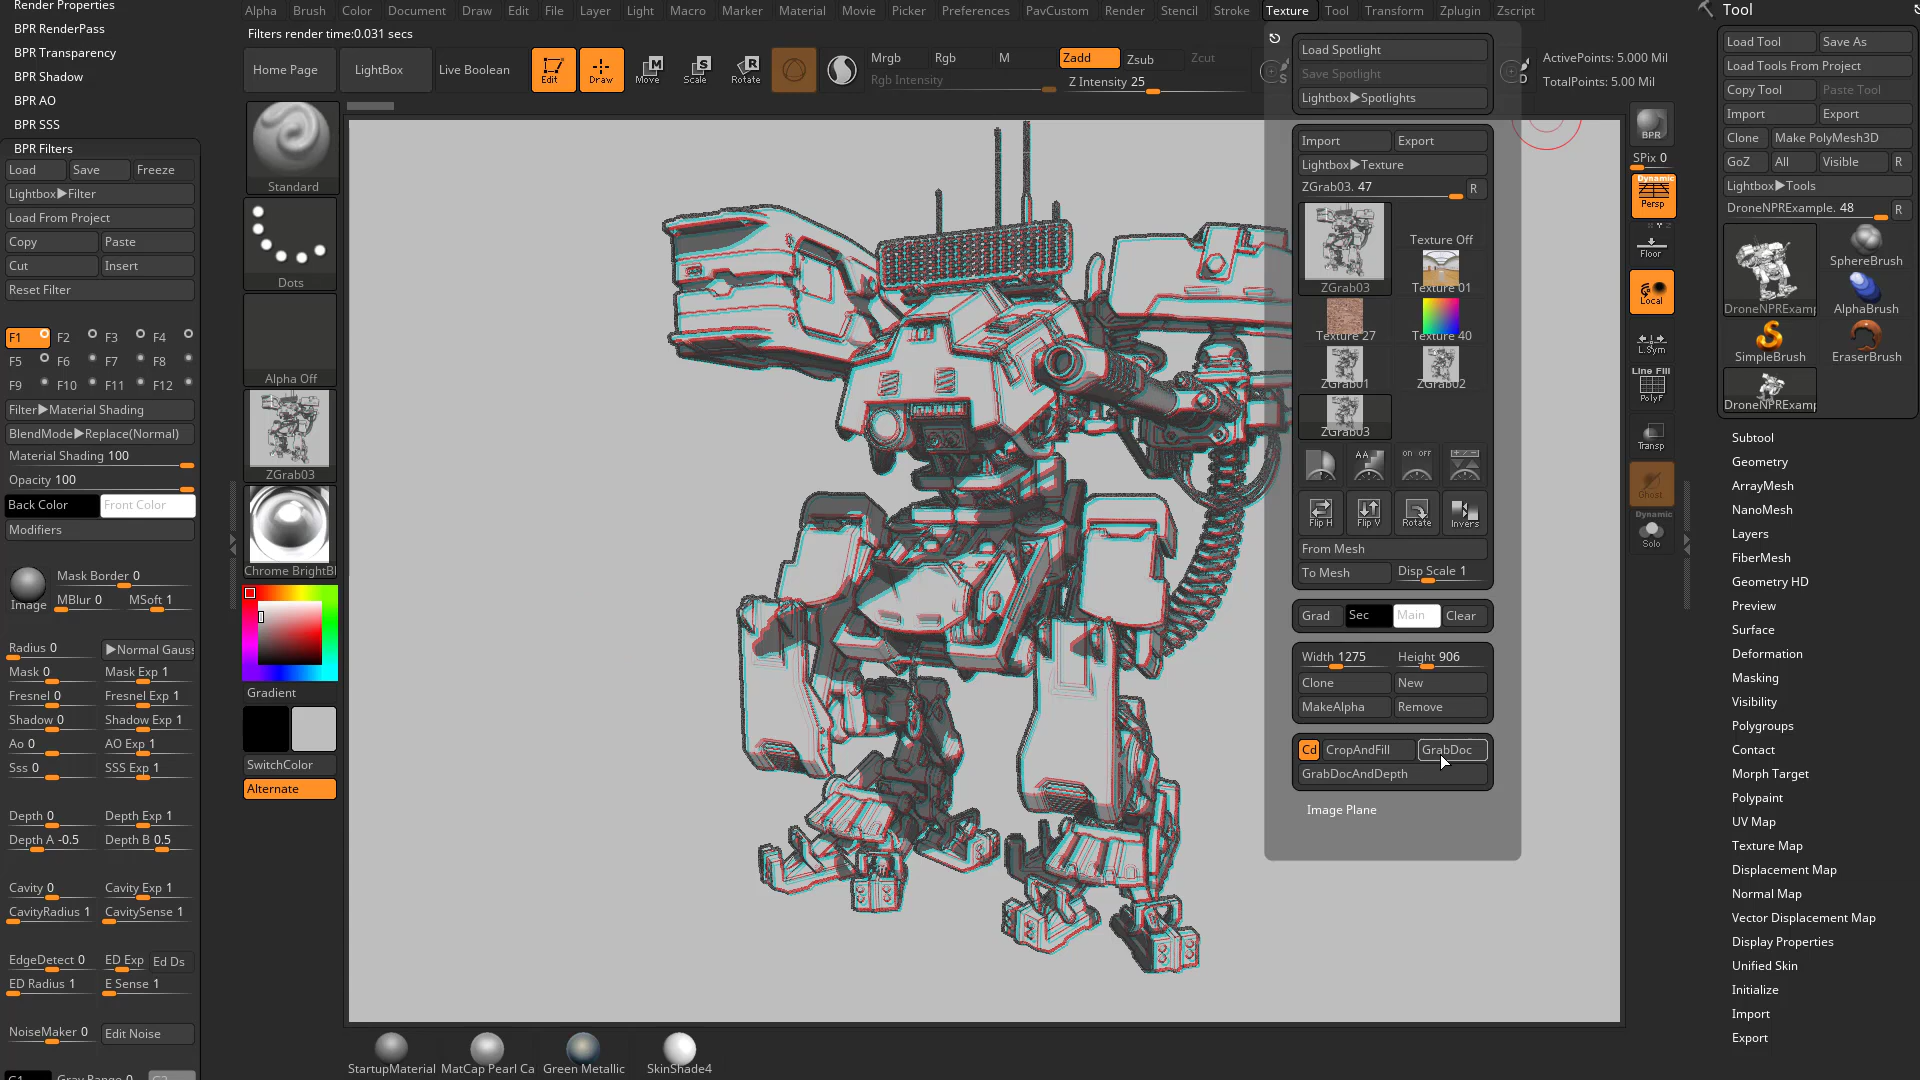 Render Properties
BPR RenderPass
BPR Transparency
BPR Shadow
BPR AO
BPR SSS
BPR Filters
Load Save Freeze
Lightbox▶Filter
Load From Project
Copy Paste
Cut Insert
Reset Filter
F1 F2 F3 F4
F5 F6 F7 F8
F9 F10 F11 F12
Filter▶Material Shading
BlendMode▶Replace(Normal)
Material Shading 100
Opacity 100
Back Color Front Color
Modifiers
Image
Mask Border 0
MBlur 0 MSoft 1
Radius 0 ▶Normal Gauss
Mask 0 Mask Exp 1
Fresnel 0 Fresnel Exp 1
Shadow 0 Shadow Exp 1
Ao 0 AO Exp 1
Sss 0 SSS Exp 1
Depth 0 Depth Exp 1
Depth A -0.5 Depth B 0.5
Cavity 0 Cavity Exp 1
CavityRadius 1 CavitySense 1
EdgeDetect 0 ED Exp Ed Ds
ED Radius 1 E Sense 1
NoiseMaker 0 Edit Noise
Gray Range 0
Alpha Brush Color Document Draw Edit File Layer Light Macro Marker Material Movie Picker Preferences PavCustom Render Stencil Stroke Texture Tool Transform Zplugin Zscript
Filters render time:0.031 secs
Home Page LightBox Live Boolean
Edit Draw Move Scale Rotate
Mrgb Rgb M
Rgb Intensity
Zadd Zsub Zcut
Z Intensity 25
ActivePoints: 5.000 Mil
TotalPoints: 5.00 Mil
Standard
Dots
Alpha Off
ZGrab03
Chrome BrightBl
Gradient
SwitchColor
Alternate
Load Spotlight
Save Spotlight
Lightbox▶Spotlights
Import Export
Lightbox▶Texture
ZGrab03. 47 R
ZGrab03
Texture Off
Texture 01
Texture 27 Texture 40
ZGrab01 ZGrab02
ZGrab03
AA on off
Flip H Flip V Rotate Invers
From Mesh
To Mesh Disp Scale 1
Grad Sec Main Clear
Width 1275 Height 906
Clone New
MakeAlpha Remove
Cd CropAndFill GrabDoc
GrabDocAndDepth
Image Plane
BPR
SPix 0
Dynamic
Persp
Floor
Local
L.Sym
Line Fill
PolyF
Transp
Ghost
Dynamic
Solo
StartupMaterial MatCap Pearl Ca Green Metallic SkinShade4
Tool
Load Tool Save As
Load Tools From Project
Copy Tool Paste Tool
Import Export
Clone Make PolyMesh3D
GoZ All Visible R
Lightbox▶Tools
DroneNPRExample. 48 R
DroneNPRExamp
SphereBrush
AlphaBrush
SimpleBrush EraserBrush
DroneNPRExamp
Subtool
Geometry
ArrayMesh
NanoMesh
Layers
FiberMesh
Geometry HD
Preview
Surface
Deformation
Masking
Visibility
Polygroups
Contact
Morph Target
Polypaint
UV Map
Texture Map
Displacement Map
Normal Map
Vector Displacement Map
Display Properties
Unified Skin
Initialize
Import
Export